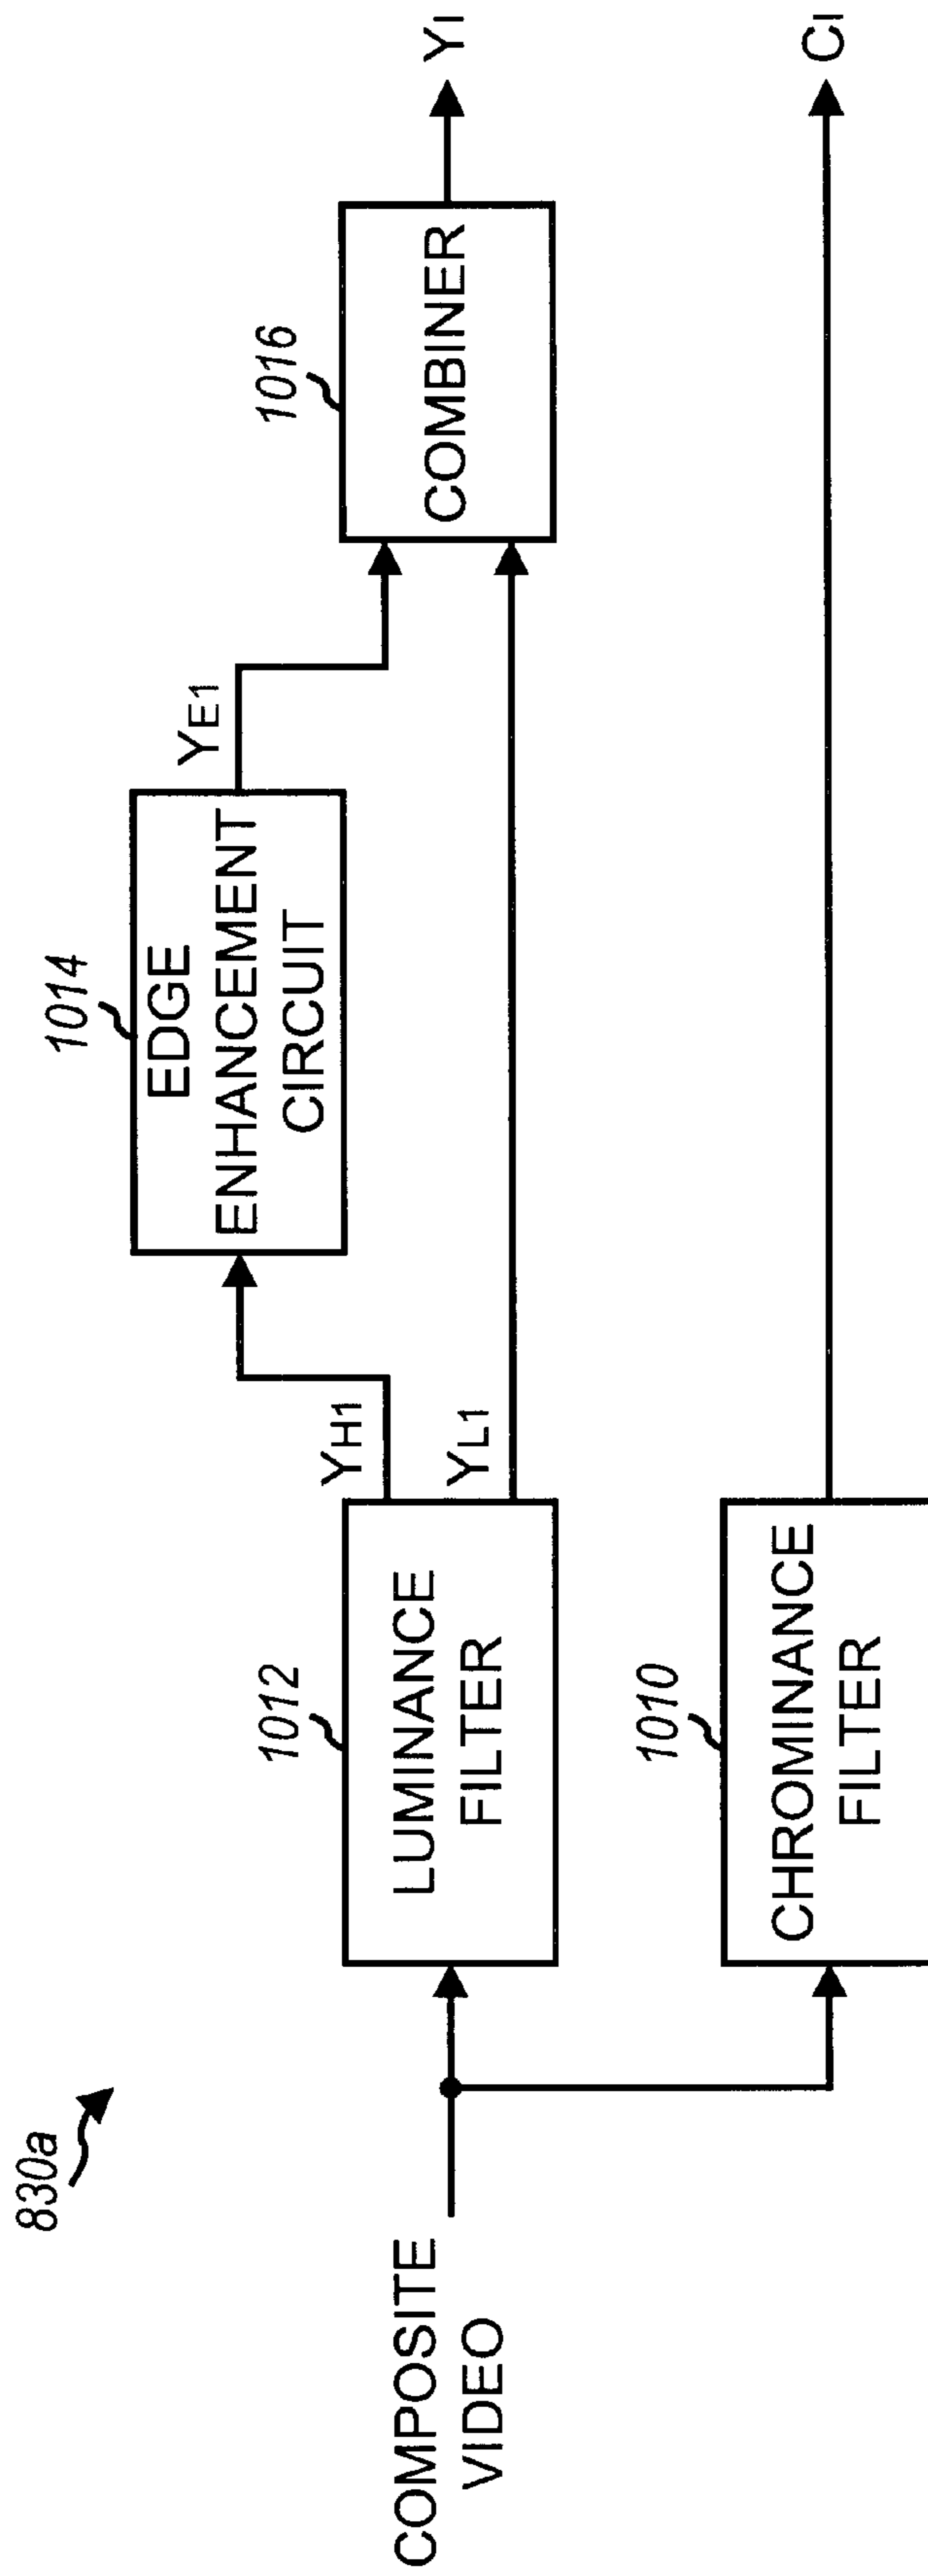 830a
COMPOSITE
VIDEO
1012
LUMINANCE
FILTER
YH1
YL1
1014
EDGE
ENHANCEMENT
CIRCUIT
YE1
1016
COMBINER
YI
1010
CHROMINANCE
FILTER
CI